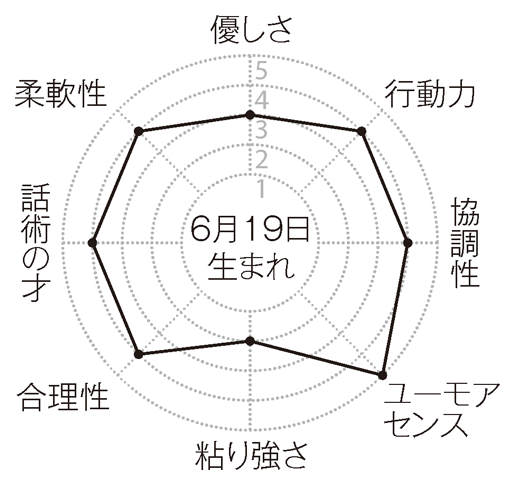 優しさ
行動力
協調性
ユーモア
センス
粘り強さ
合理性
話術の才
柔軟性
5
4
3
2
1
6月19日
生まれ